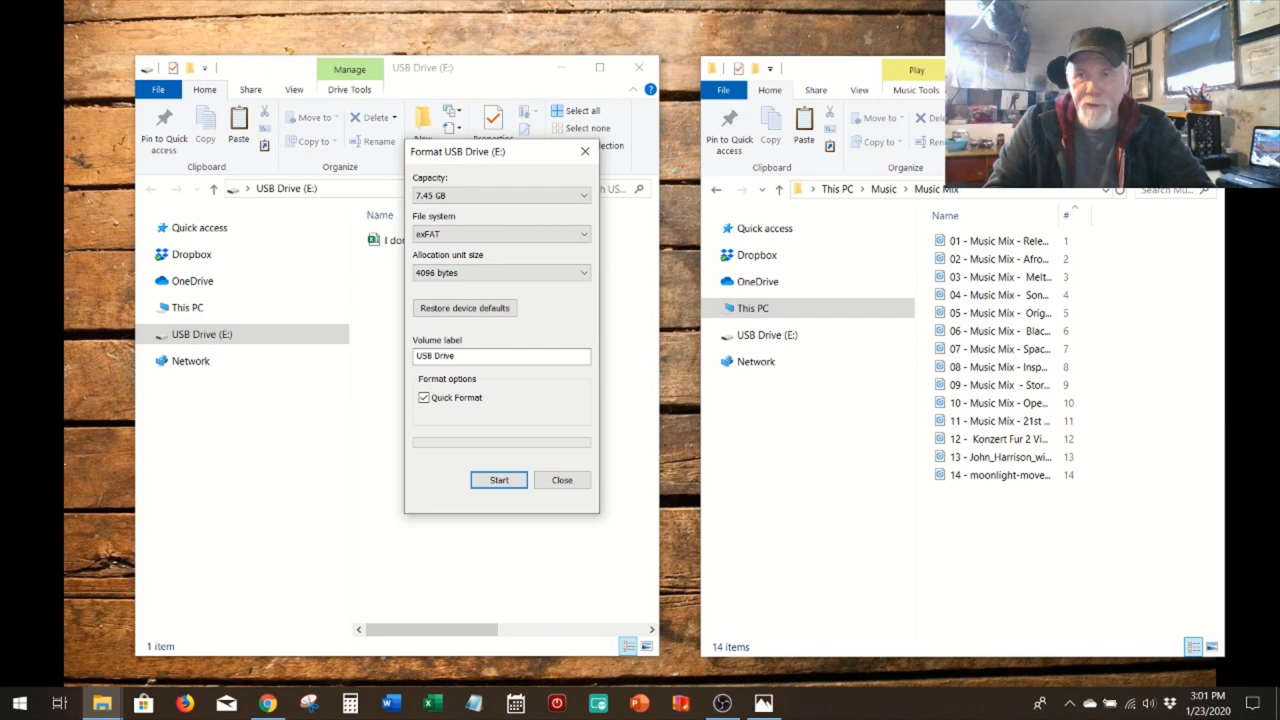 Manage
USB Drive (E:)
File
Home
Share
View
Drive Tools
Pin to Quick
access
Copy
Paste
Move to
Copy to
Delete
Rename
Select all
Select none
Clipboard
Organize
USB Drive (E:)
Quick access
Dropbox
OneDrive
This PC
USB Drive (E:)
Network
Name
I don
1 item
Format USB Drive (E:)
Capacity:
7.45 GB
File system
exFAT
Allocation unit size
4096 bytes
Restore device defaults
Volume label
USB Drive
Format options
Quick Format
Start
Close
Play
File
Home
Share
View
Music Tools
Pin to Quick
access
Copy
Paste
Move to
Copy to
Clipboard
Organize
This PC
Music
Music Mix
Quick access
Dropbox
OneDrive
This PC
USB Drive (E:)
Network
Name #
01 - Music Mix - Rele... 1
02 - Music Mix - Afro... 2
03 - Music Mix - Melt... 3
04 - Music Mix - Son... 4
05 - Music Mix - Orig... 5
06 - Music Mix - Blac... 6
07 - Music Mix - Spac... 7
08 - Music Mix - Insp... 8
09 - Music Mix - Stor... 9
10 - Music Mix - Ope... 10
11 - Music Mix - 21st ... 11
12 - Konzert Fur 2 Vi... 12
13 - John_Harrison_wi... 13
14 - moonlight-move... 14
14 items
3:01 PM
1/23/2020